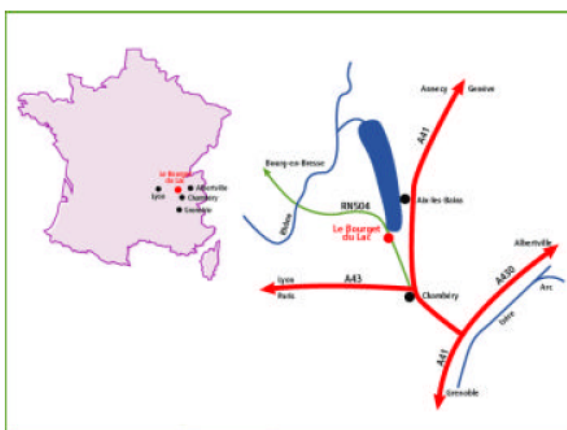 Le Bourget
du Lac
Lyon
Albertville
Chambéry
Grenoble
Annecy Genève
A41
Bourg-en-Bresse
RN504
Aix-les-Bains
Rhône
Le Bourget
du Lac
Albertville
Lyon
A43
Paris
Chambéry
A430
Arc
Isère
A41
Grenoble